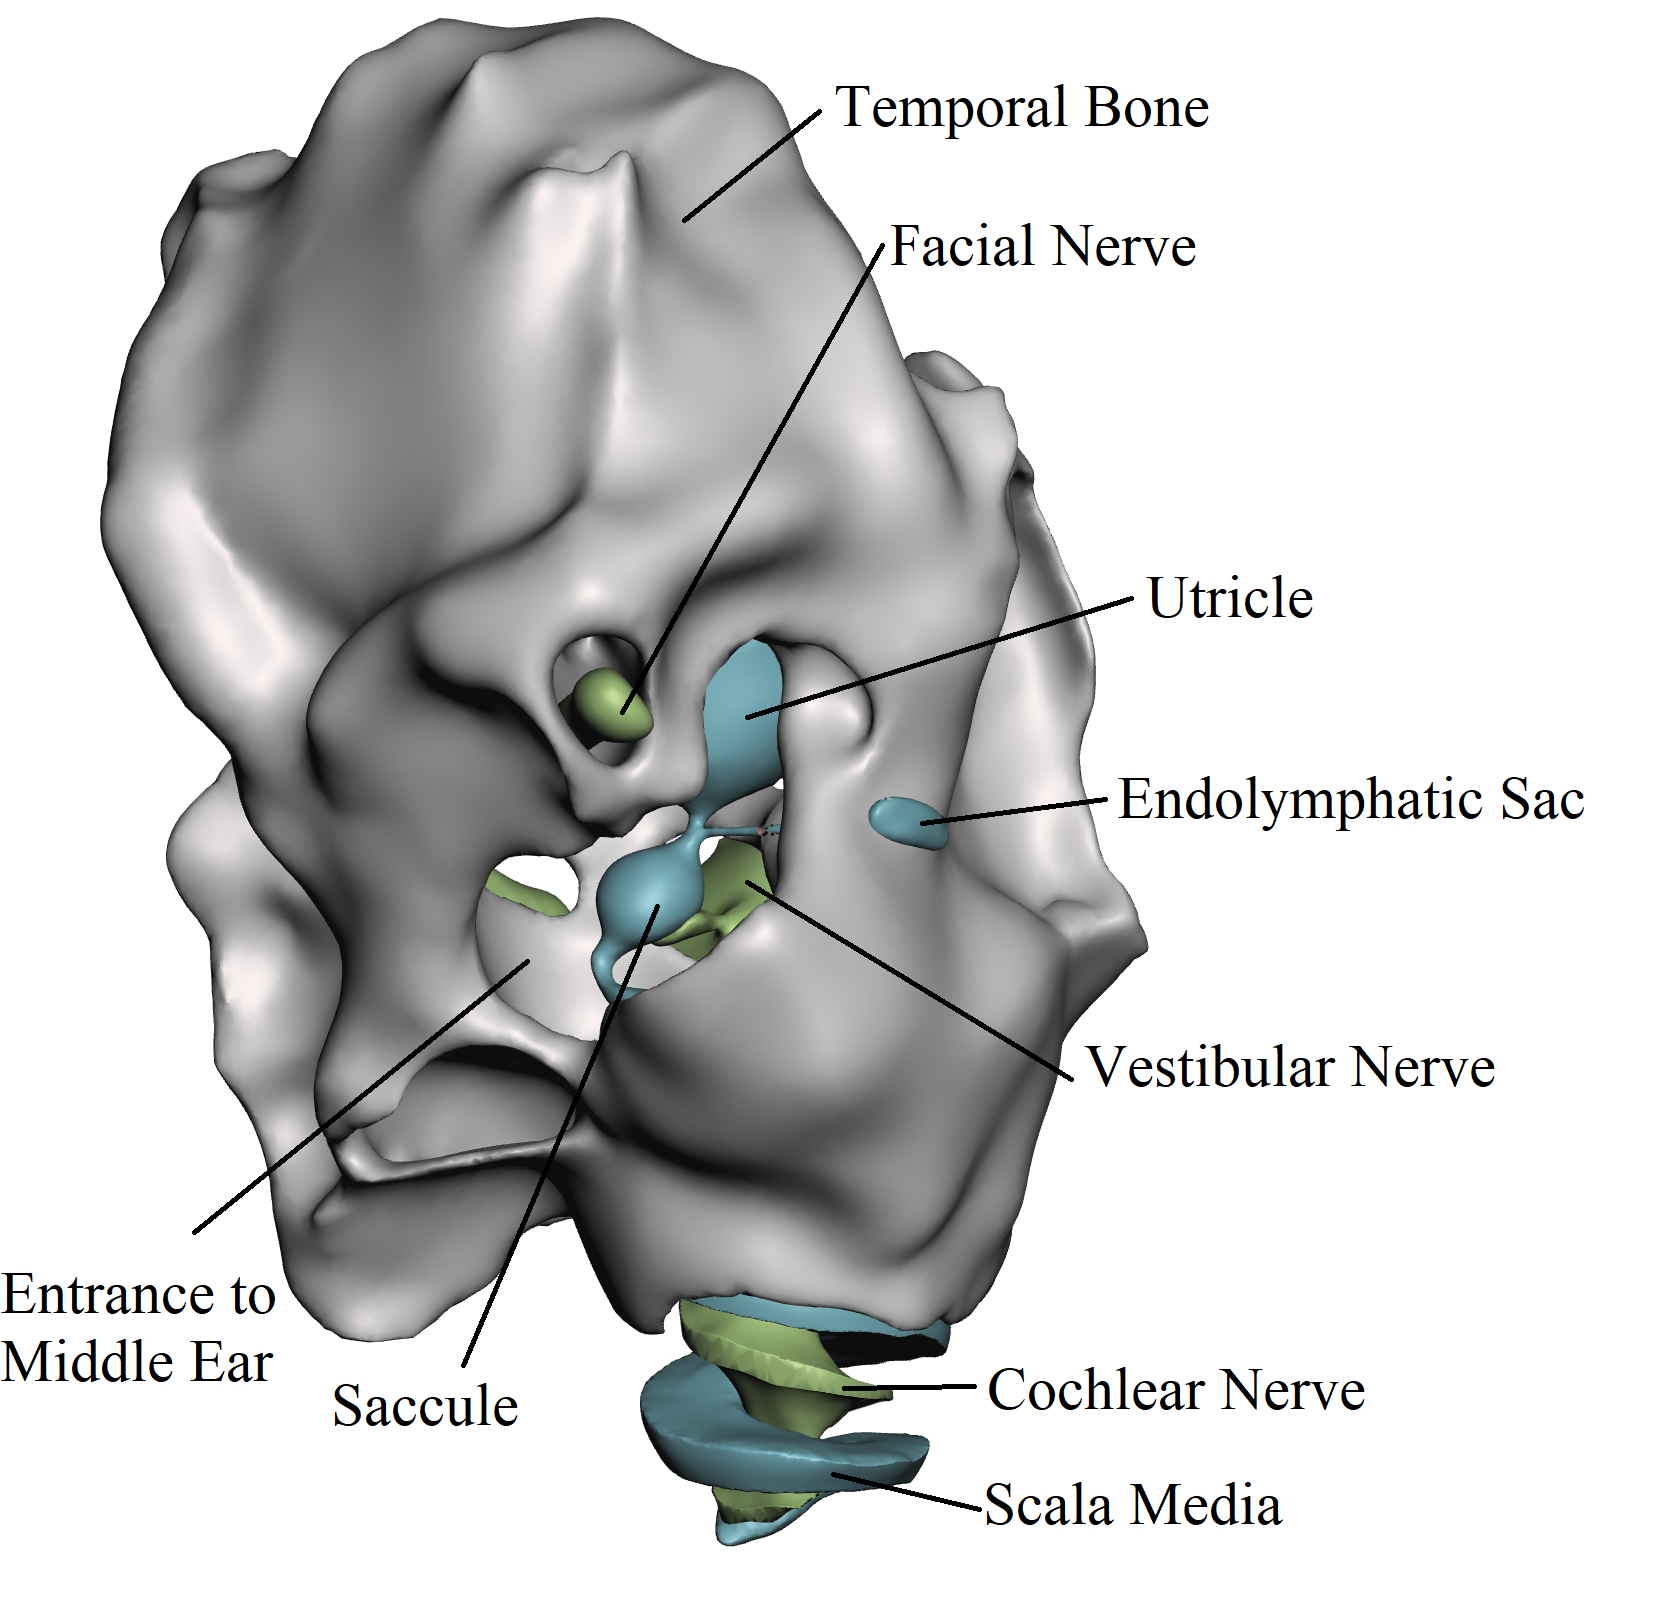 Temporal Bone
Facial Nerve
Utricle
Endolymphatic Sac
Vestibular Nerve
Entrance to
Middle Ear
Saccule
Cochlear Nerve
Scala Media